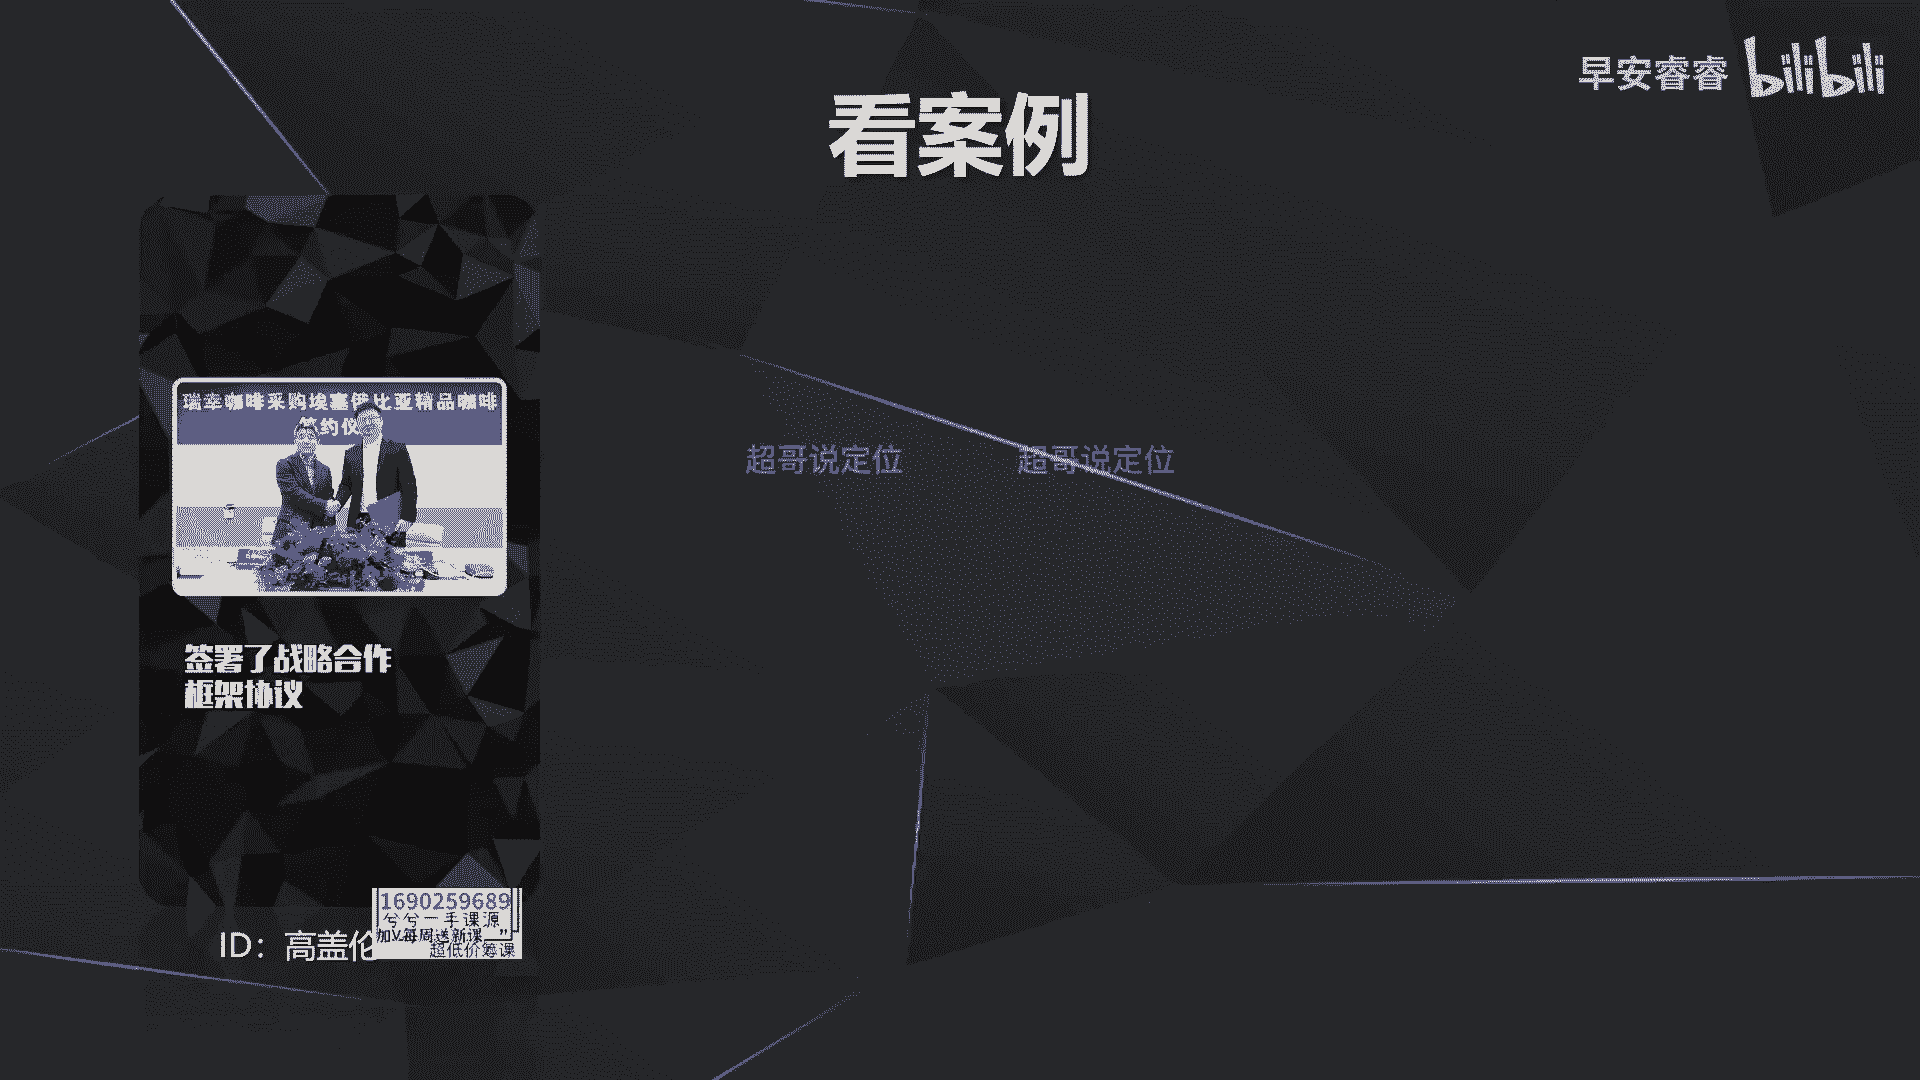 早安睿睿 bilibili
看案例
瑞幸咖啡采购埃塞俄比亚精品咖啡
签约仪
超哥说定位 超哥说定位
签署了战略合作
框架协议
1690259689
兮兮一手课源
加V每周送新课"
超低价筹课
ID：高盖伦